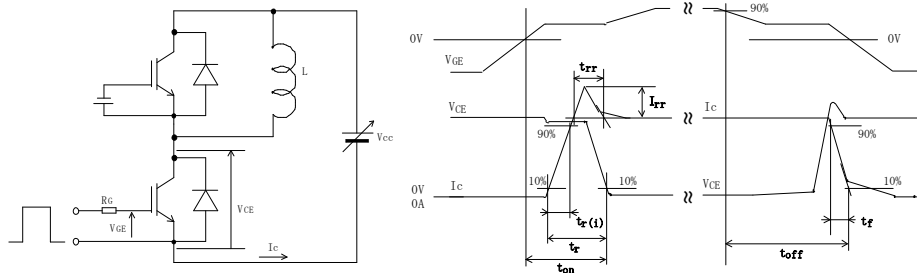 L
Vcc
RG
VGE
VCE
Ic
0V
VGE
90%
0V
trr
Irr
VCE
Ic
90%
90%
0V
0A
Ic
10%
10%
VCE
10%
tr(i)
tr
ton
tf
toff